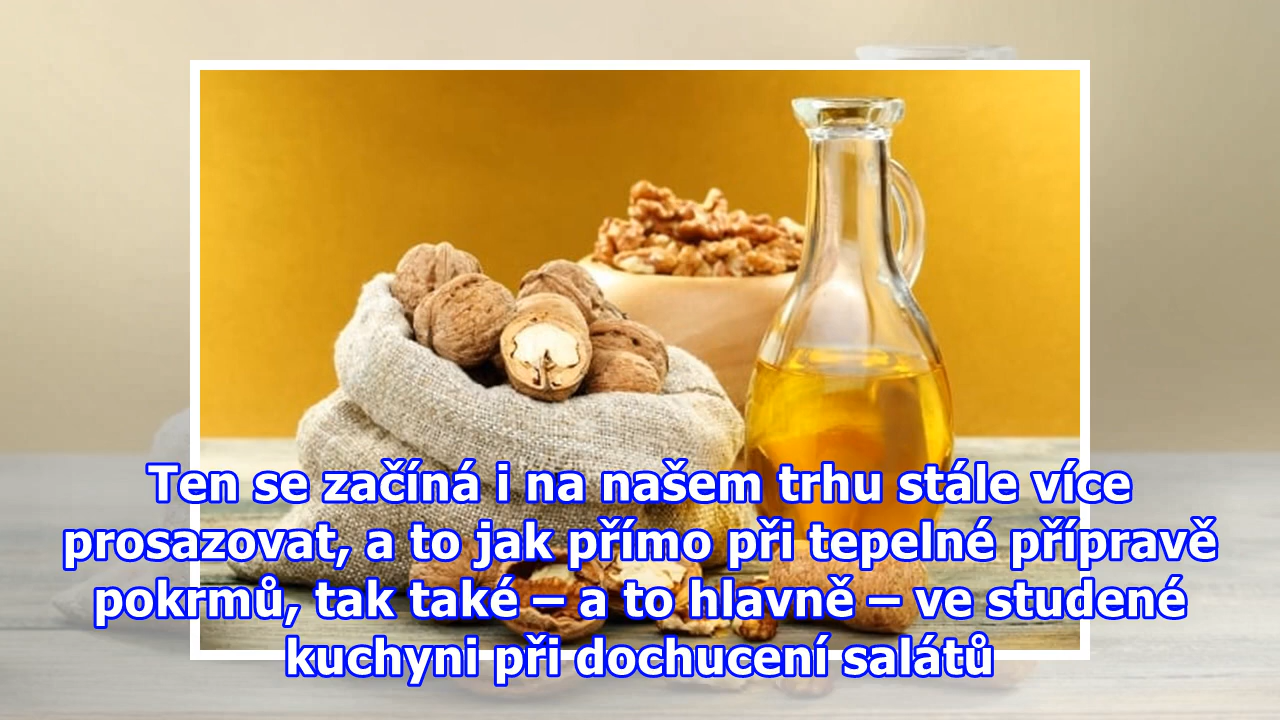 Ten se začíná i na našem trhu stále více
prosazovat, a to jak přímo při tepelné přípravě
pokrmů, tak také – a to hlavně – ve studené
kuchyni při dochucení salátů